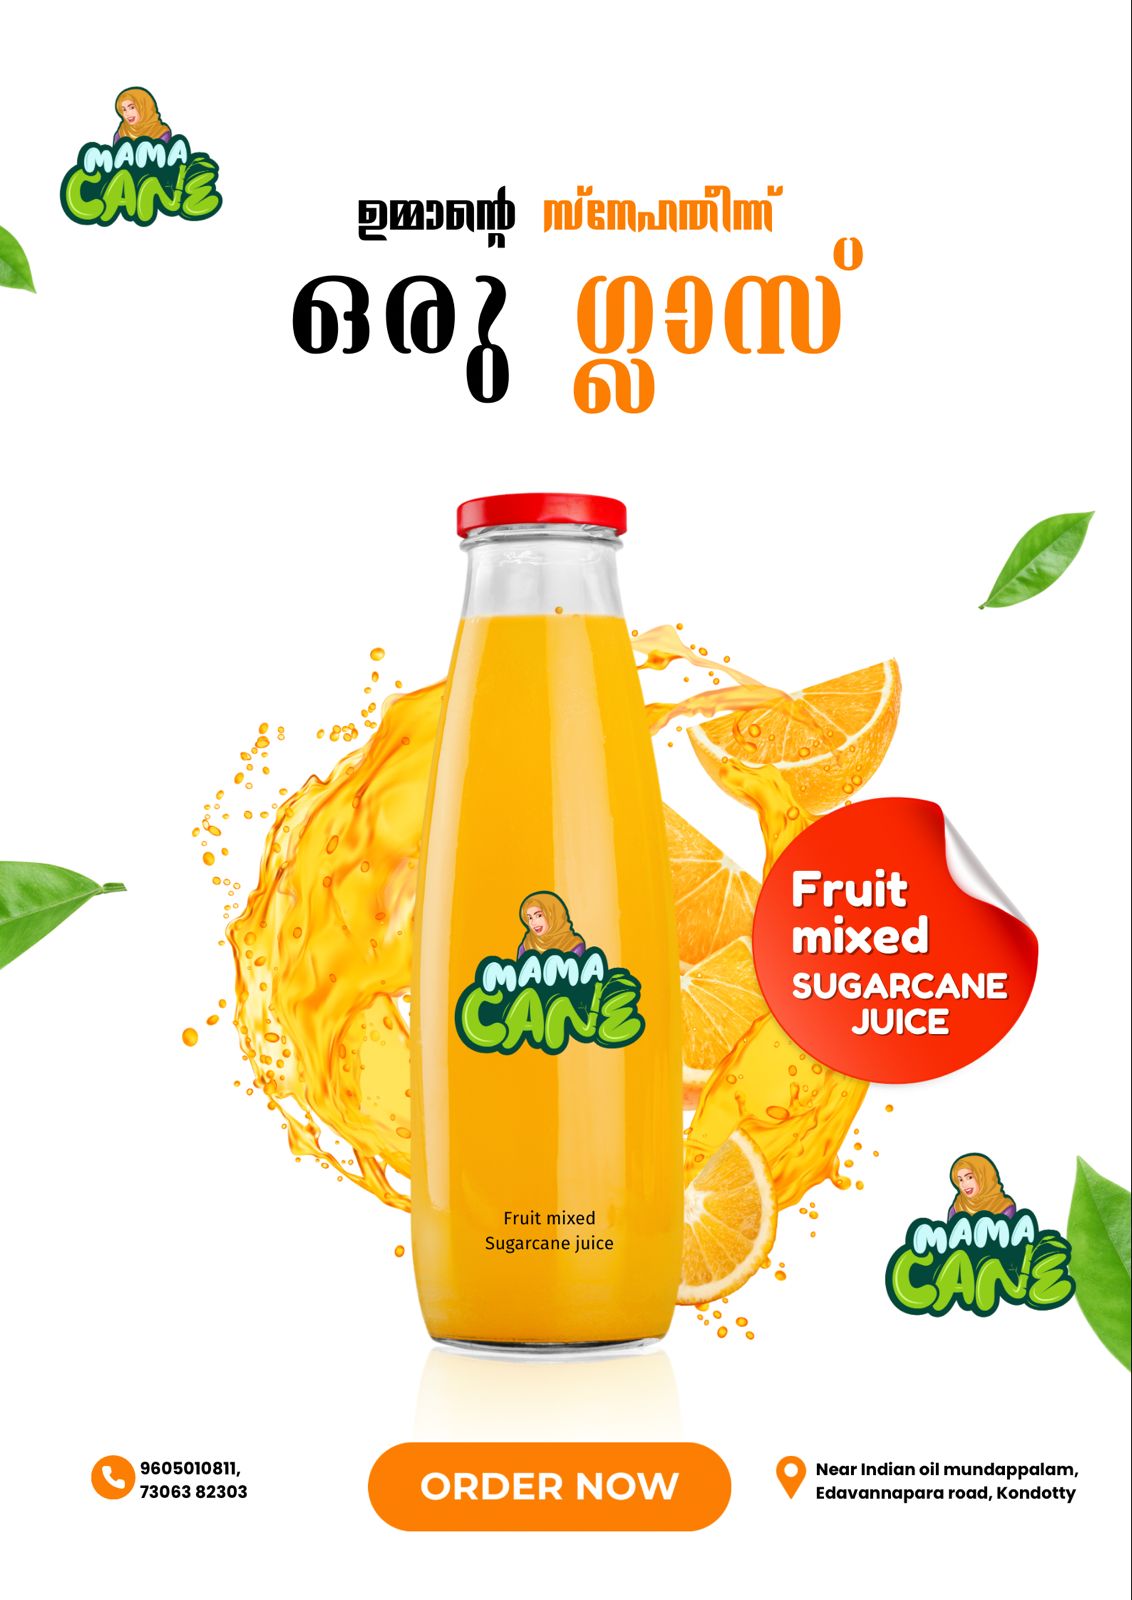 MAMA
CANE
ഉമ്മാന്റെ സ്നേഹത്തീന്ന്
ഒരു ഗ്ലാസ്
Fruit
mixed
SUGARCANE
JUICE
MAMA
CANE
Fruit mixed
Sugarcane juice
MAMA
CANE
9605010811,
73063 82303
ORDER NOW
Near Indian oil mundappalam,
Edavannapara road, Kondotty